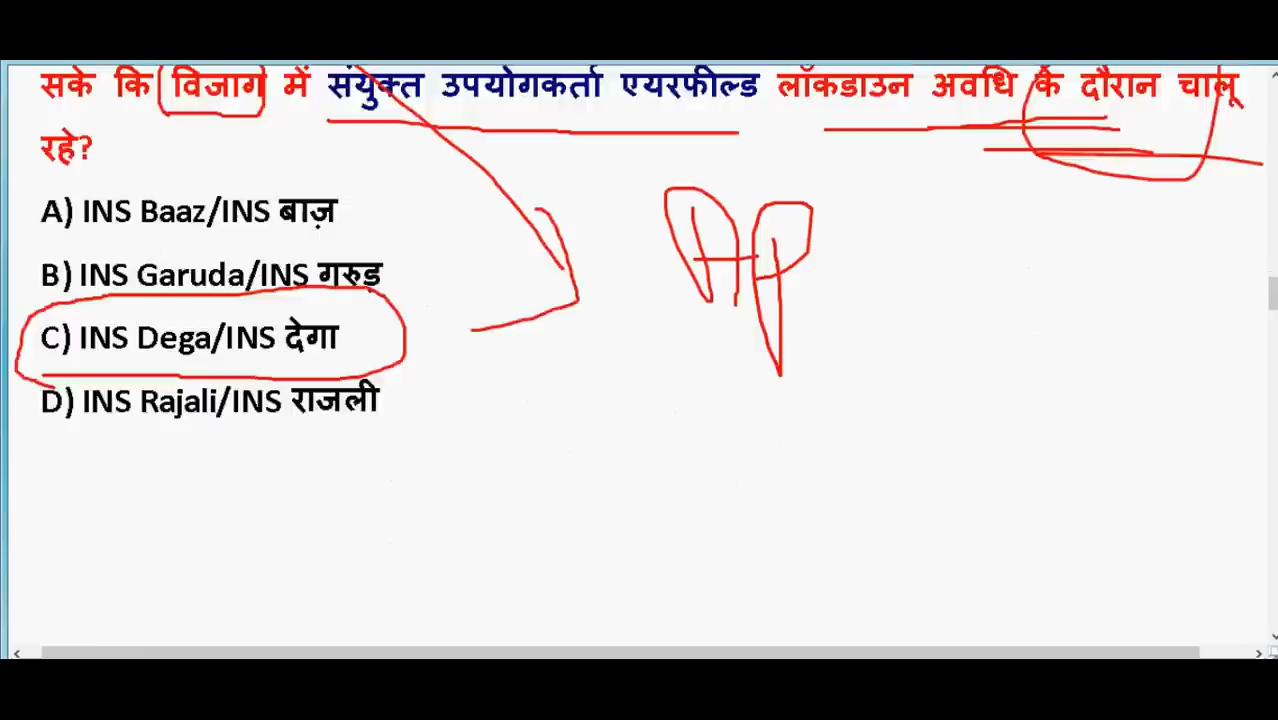 सके कि विजाग में संयुक्त उपयोगकर्ता एयरफील्ड लॉकडाउन अवधि के दौरान चालू
रहे?
A) INS Baaz/INS बाज़
B) INS Garuda/INS गरुड़
C) INS Dega/INS देगा
D) INS Rajali/INS राजली
AP